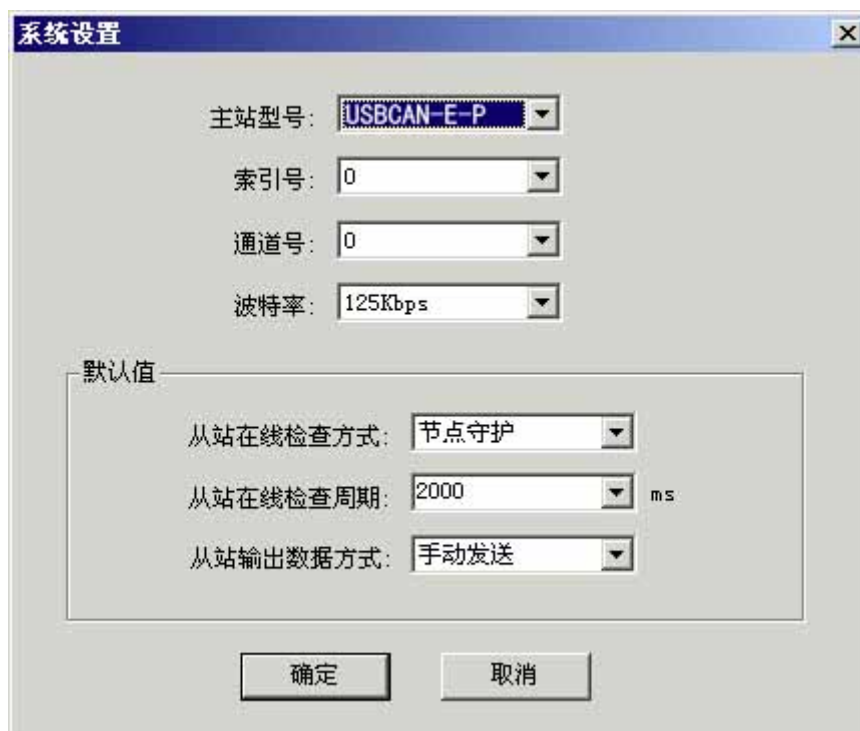 系统设置
主站型号: USBCAN-E-P
索引号: 0
通道号: 0
波特率: 125Kbps
默认值
从站在线检查方式: 节点守护
从站在线检查周期: 2000 ms
从站输出数据方式: 手动发送
确定 取消